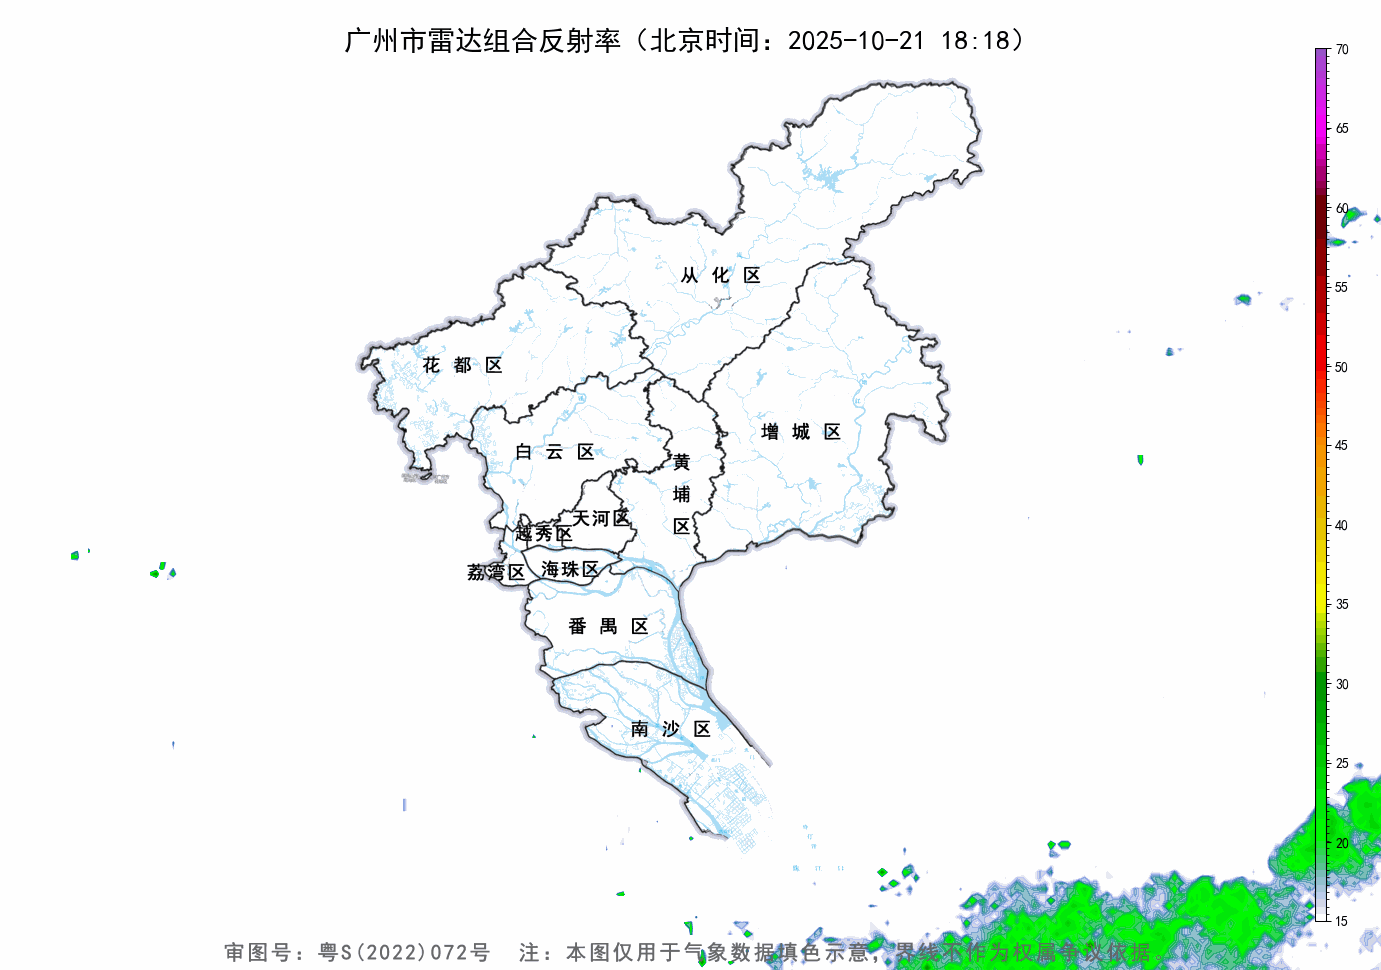 广州市雷达组合反射率（北京时间：2025-10-21 18:18）
70
65
60
55
50
45
40
35
30
25
20
15
从化区
花都区
增城区
白云区
黄埔区
天河区
越秀区
荔湾区
海珠区
番禺区
南沙区
审图号：粤S(2022)072号 注：本图仅用于气象数据填色示意，界线不作为权属争议依据。